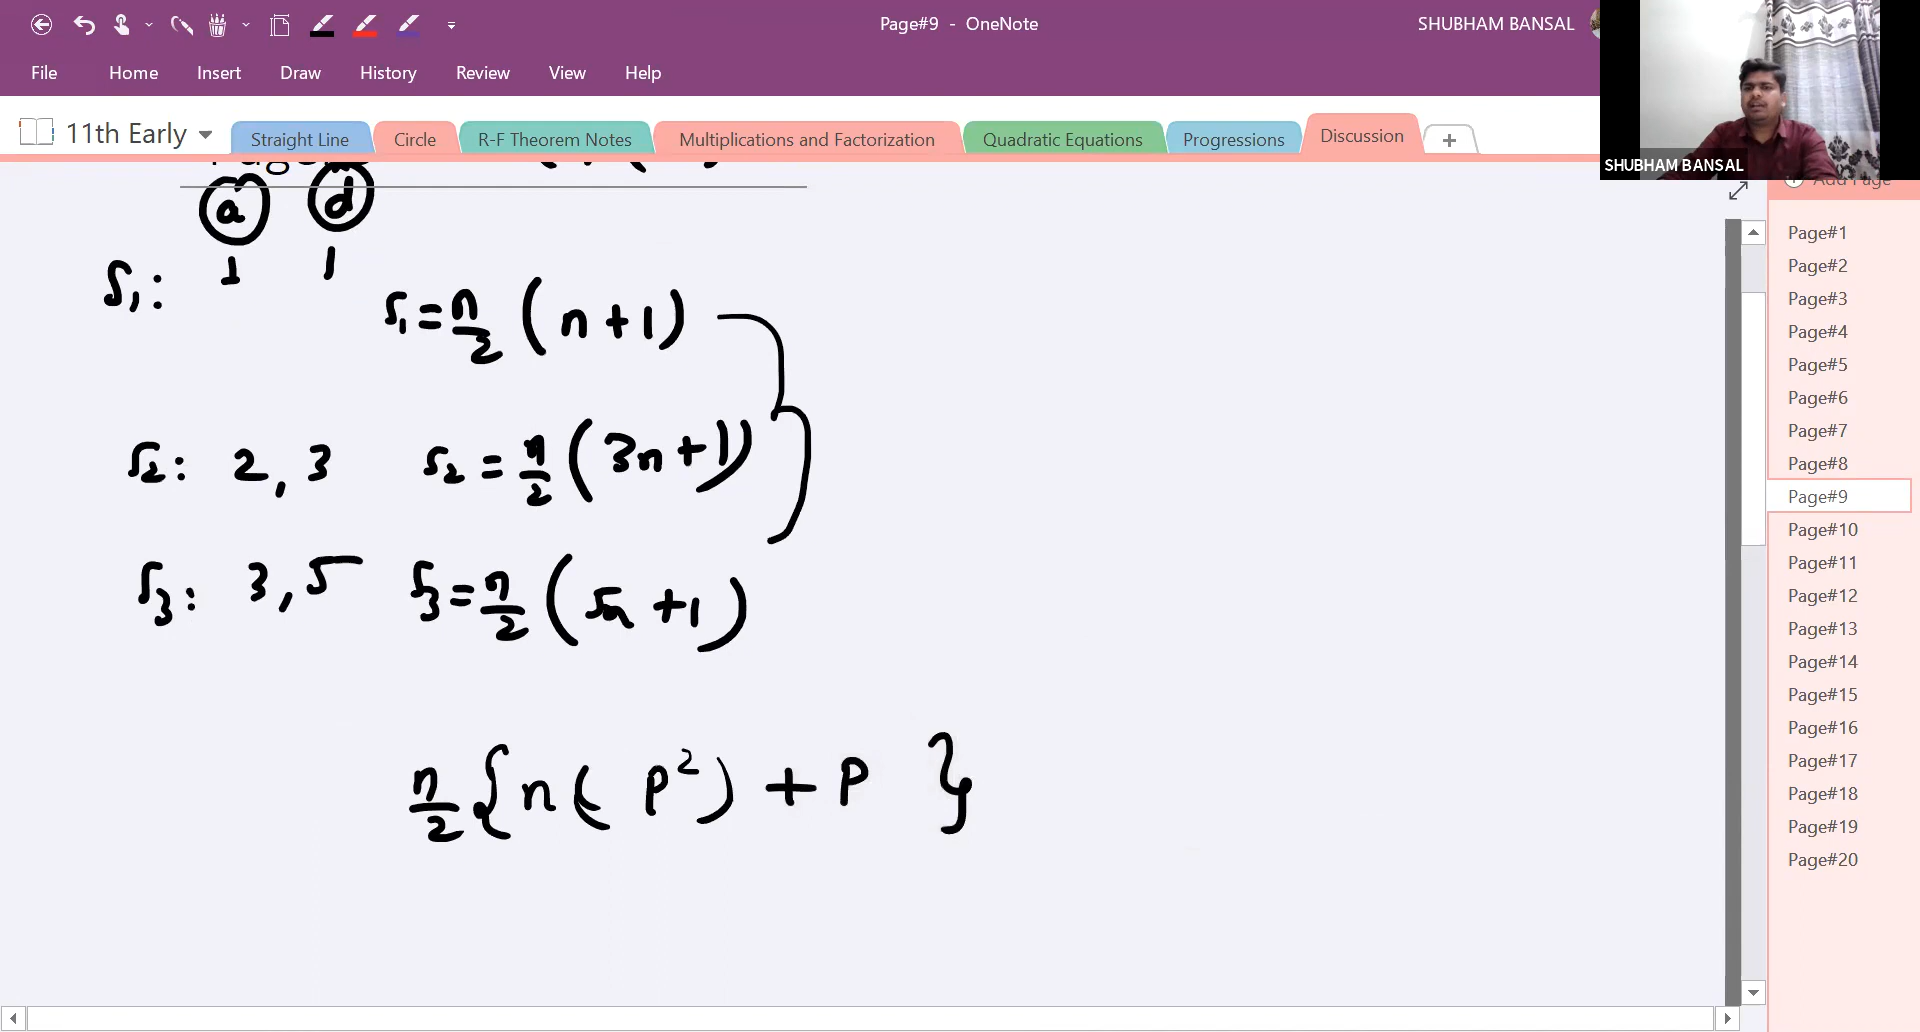 Page#9 - OneNote
SHUBHAM BANSAL
File Home Insert Draw History Review View Help
11th Early
Straight Line Circle R-F Theorem Notes Multiplications and Factorization Quadratic Equations Progressions Discussion +
SHUBHAM BANSAL
Add Page
a d
S₁: 1 1
S₁ = n/2 (n+1)
S₂: 2, 3 S₂ = n/2 (3n+1)
S₃: 3, 5 S₃ = n/2 (5n+1)
n/2 {n( P²) + P }
Page#1
Page#2
Page#3
Page#4
Page#5
Page#6
Page#7
Page#8
Page#9
Page#10
Page#11
Page#12
Page#13
Page#14
Page#15
Page#16
Page#17
Page#18
Page#19
Page#20